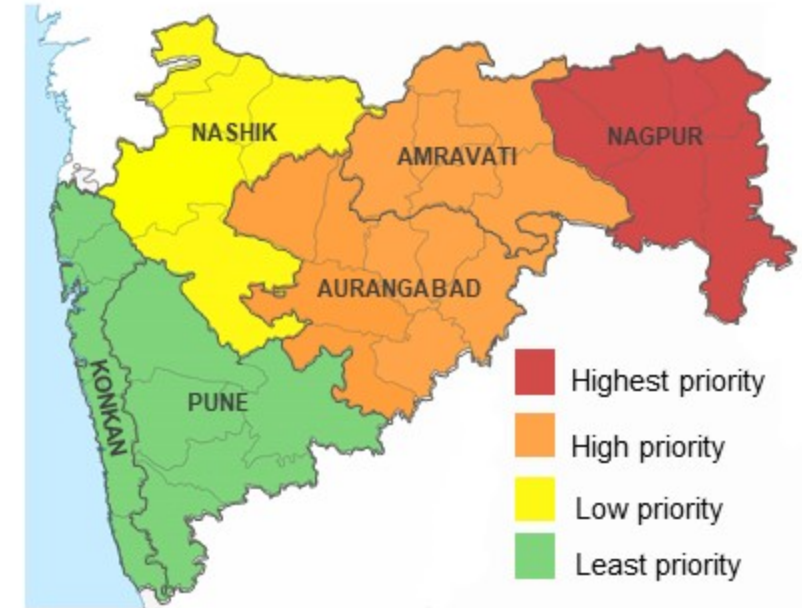 NASHIK
AMRAVATI
NAGPUR
AURANGABAD
KONKAN
PUNE
Highest priority
High priority
Low priority
Least priority